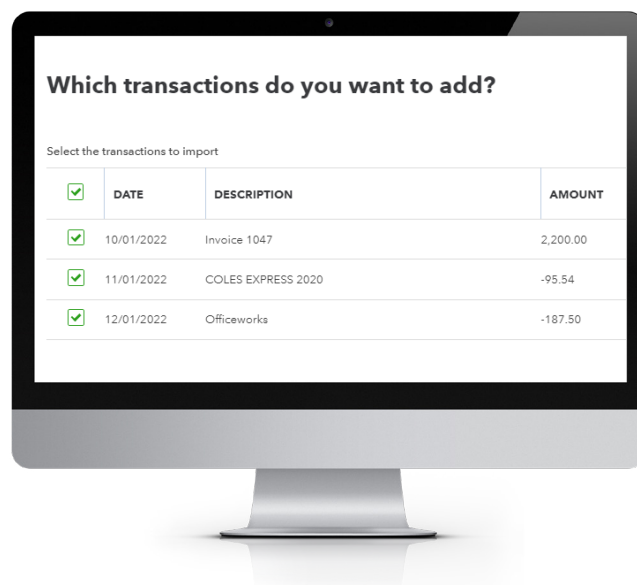 Which transactions do you want to add?
Select the transactions to import
DATE DESCRIPTION AMOUNT
10/01/2022 Invoice 1047 2,200.00
11/01/2022 COLES EXPRESS 2020 -95.54
12/01/2022 Officeworks -187.50